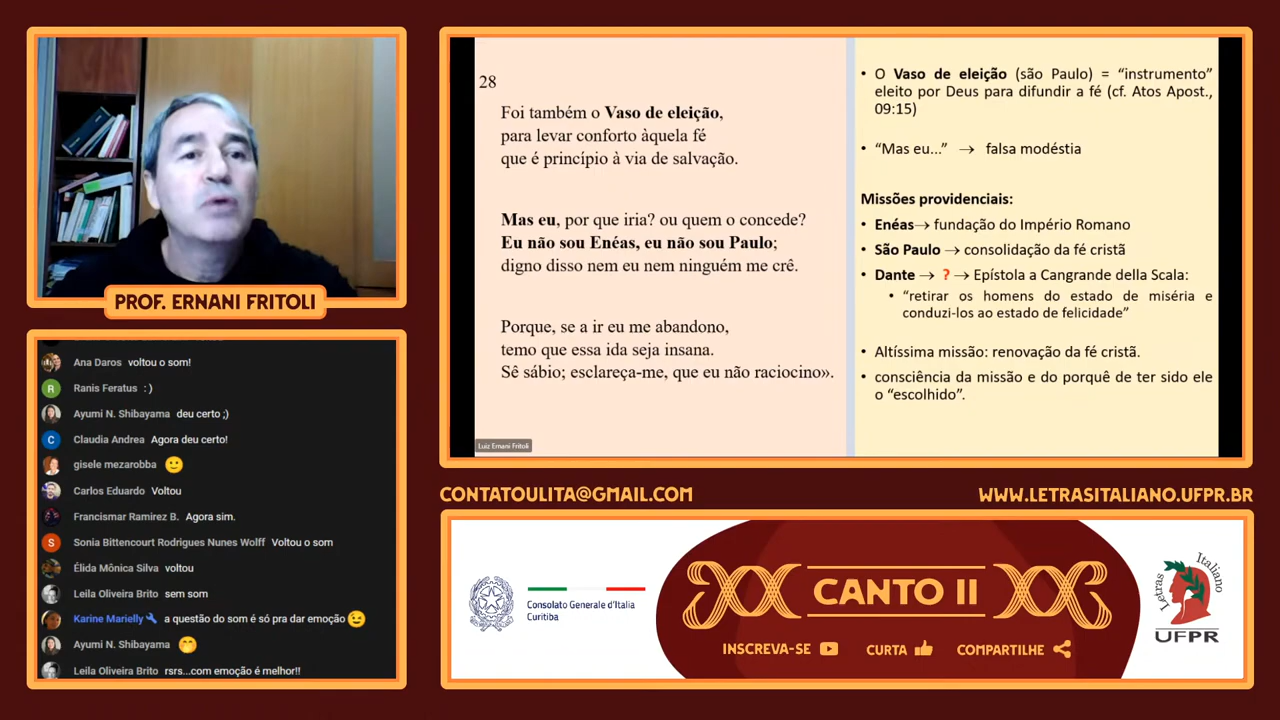 PROF. ERNANI FRITOLI
Ana Daros voltou o som!
R Ranis Feratus : )
Ayumi N. Shibayama deu certo ;)
C Claudia Andrea Agora deu certo!
gisele mezarobba 🙂
Carlos Eduardo Voltou
Francismar Ramirez B. Agora sim.
S Sonia Bittencourt Rodrigues Nunes Wolff Voltou o som
Élida Mônica Silva voltou
Leila Oliveira Brito sem som
Karine Marielly a questão do som é só pra dar emoção 😉
Ayumi N. Shibayama 🤭
Leila Oliveira Brito rsrs...com emoção é melhor!!
28
Foi também o Vaso de eleição,
para levar conforto àquela fé
que é princípio à via de salvação.
Mas eu, por que iria? ou quem o concede?
Eu não sou Enéas, eu não sou Paulo;
digno disso nem eu nem ninguém me crê.
Porque, se a ir eu me abandono,
temo que essa ida seja insana.
Sê sábio; esclareça-me, que eu não raciocino».
Luiz Ernani Fritoli
• O Vaso de eleição (são Paulo) = “instrumento”
eleito por Deus para difundir a fé (cf. Atos Apost.,
09:15)
• “Mas eu...” → falsa modéstia
Missões providenciais:
• Enéas→ fundação do Império Romano
• São Paulo → consolidação da fé cristã
• Dante → ? → Epístola a Cangrande della Scala:
• “retirar os homens do estado de miséria e
conduzi-los ao estado de felicidade”
• Altíssima missão: renovação da fé cristã.
• consciência da missão e do porquê de ter sido ele
o “escolhido”.
CONTATOULITA@GMAIL.COM
WWW.LETRASITALIANO.UFPR.BR
Consolato Generale d'Italia
Curitiba
CANTO II
INSCREVA-SE
CURTA
COMPARTILHE
Letras Italiano
UFPR